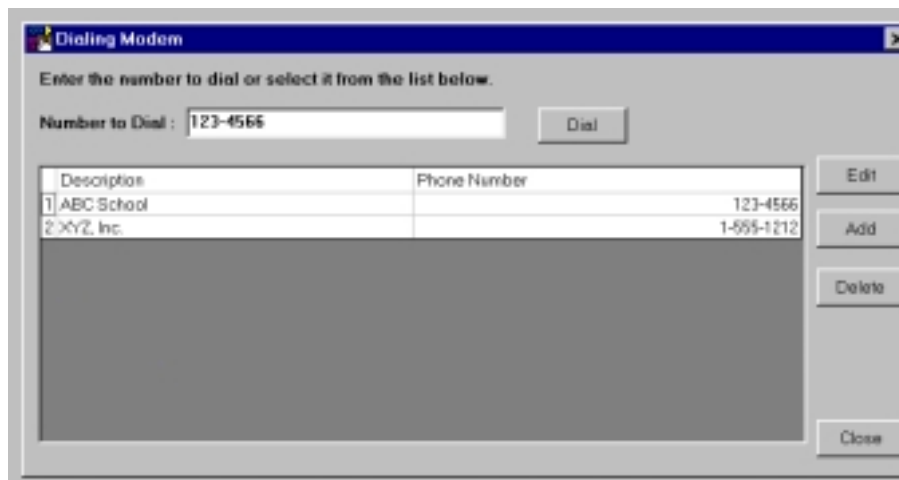 Dialing Modem
Enter the number to dial or select it from the list below.
Number to Dial : 123-4566 Dial
Description Phone Number
1 ABC School 123-4566
2 XYZ, Inc. 1-555-1212
Edit
Add
Delete
Close